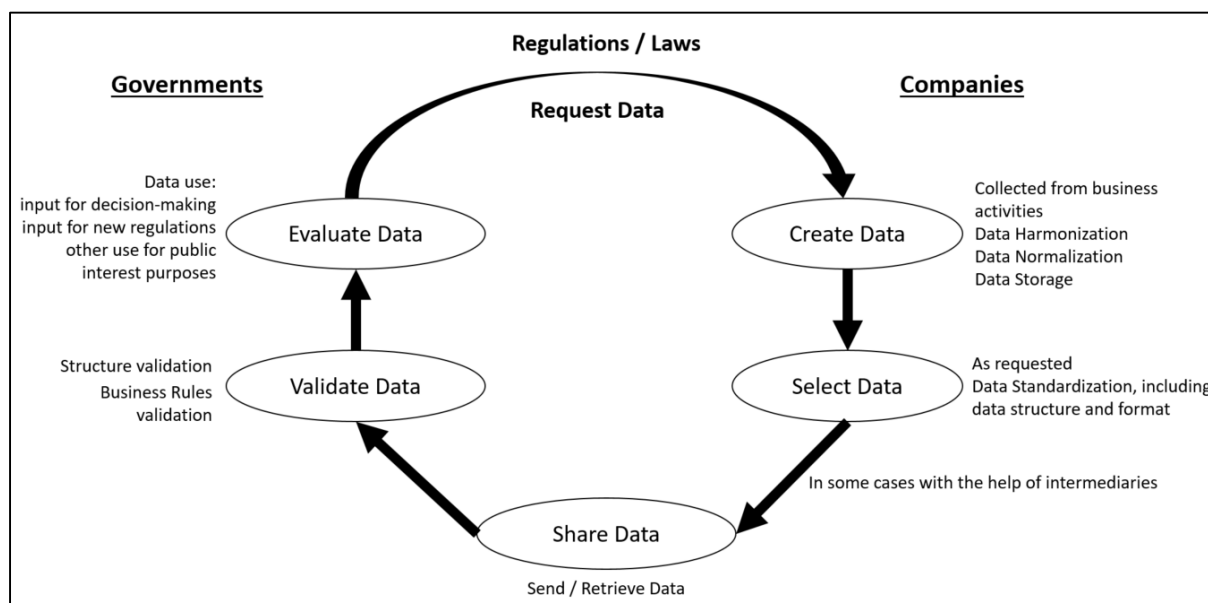 Regulations / Laws
Governments
Companies
Request Data
Data use:
input for decision-making
input for new regulations
other use for public
interest purposes
Evaluate Data
Create Data
Collected from business
activities
Data Harmonization
Data Normalization
Data Storage
Structure validation
Business Rules
validation
Validate Data
Select Data
As requested
Data Standardization, including
data structure and format
In some cases with the help of intermediaries
Share Data
Send / Retrieve Data